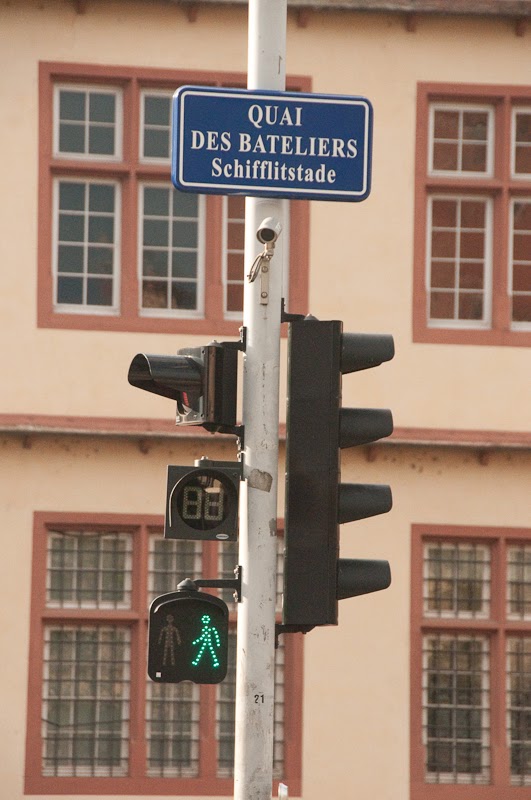 QUAI
DES BATELIERS
Schifflitstade
21